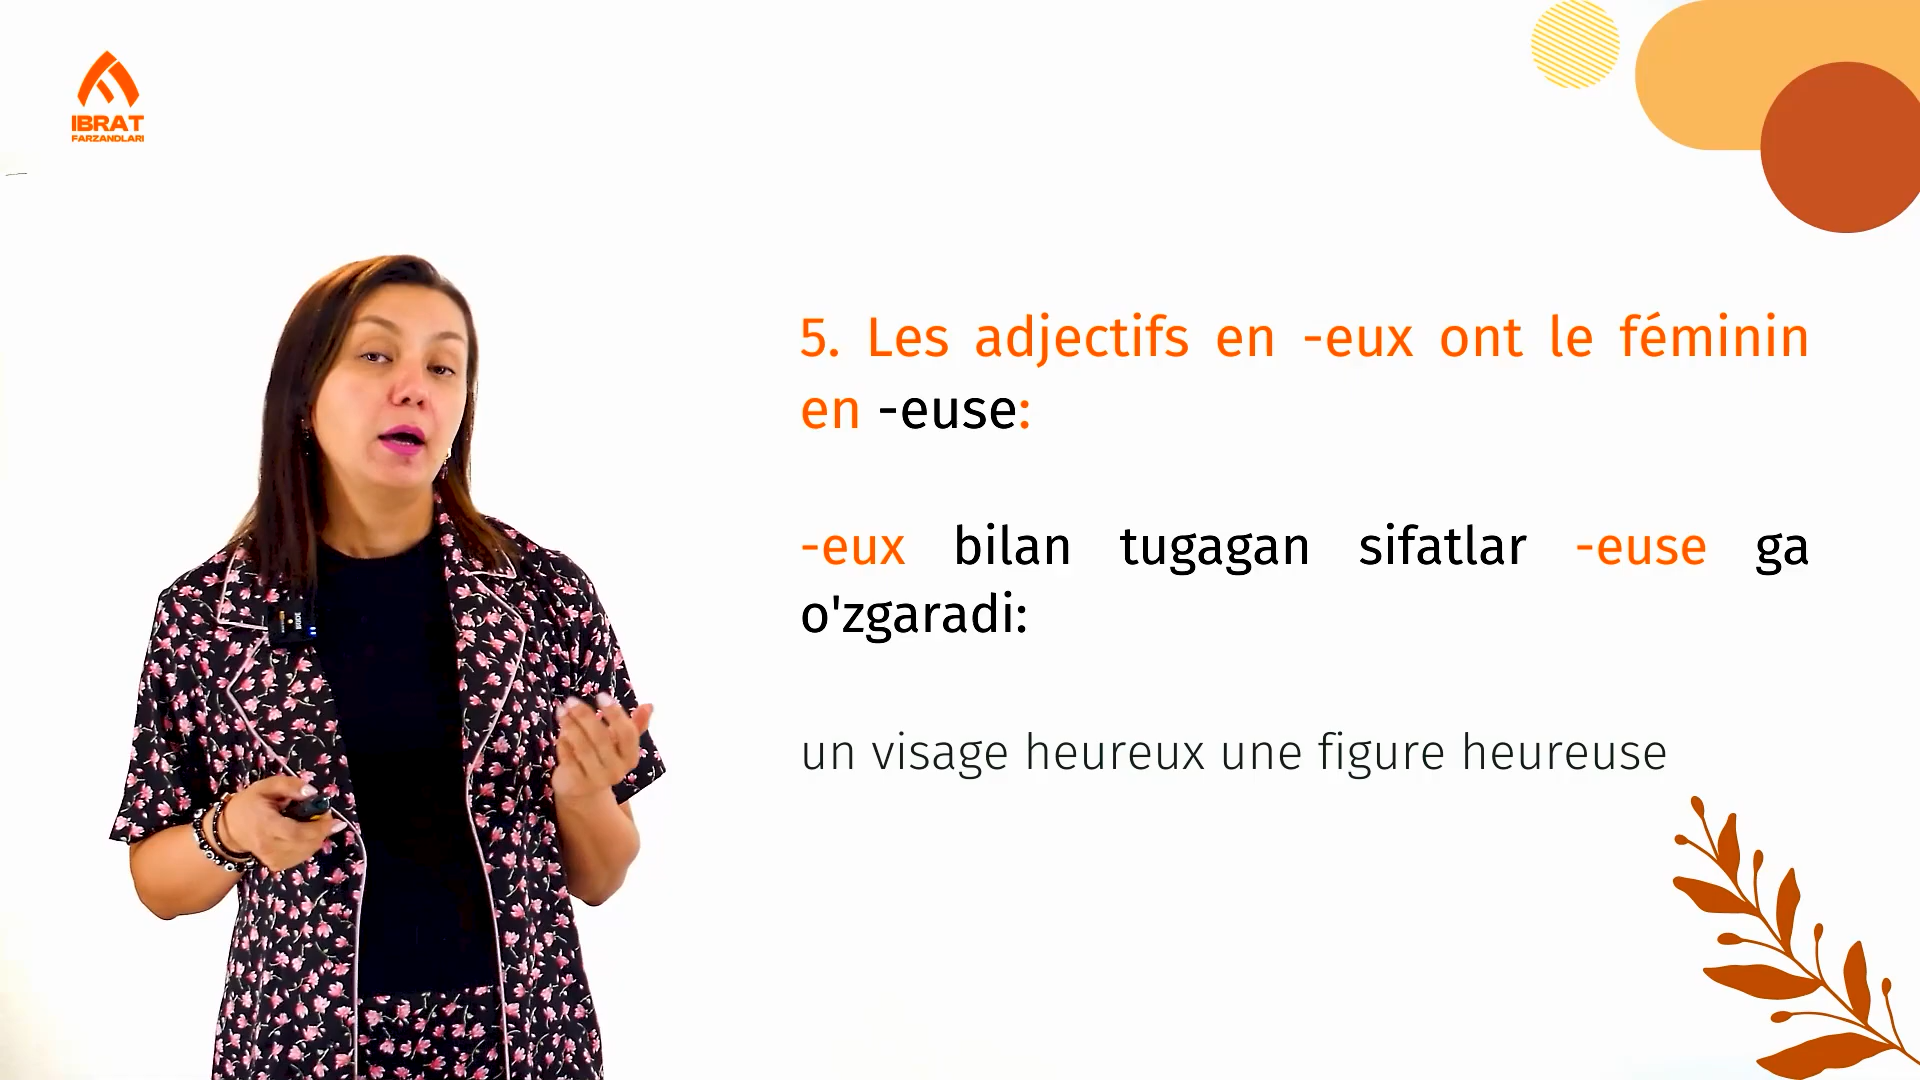 IBRAT
FARZANDLARI
5. Les adjectifs en -eux ont le féminin
en -euse:
-eux bilan tugagan sifatlar -euse ga
o'zgaradi:
un visage heureux une figure heureuse